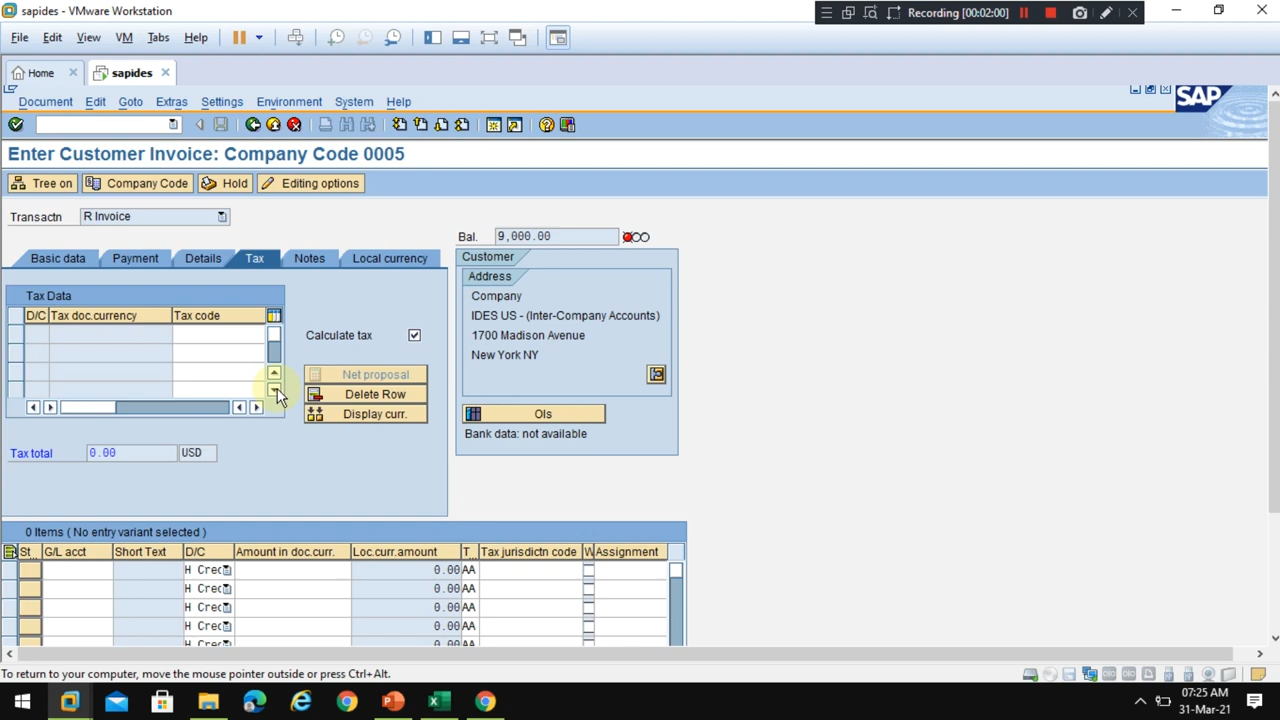 sapides - VMware Workstation
Recording [00:02:00]
File Edit View VM Tabs Help
Home sapides
Document Edit Goto Extras Settings Environment System Help
SAP
Enter Customer Invoice: Company Code 0005
Tree on Company Code Hold Editing options
Transactn R Invoice
Bal. 9,000.00
Basic data Payment Details Tax Notes Local currency
Customer
Address
Tax Data
D/C Tax doc.currency Tax code
Calculate tax
Net proposal
Delete Row
Display curr.
Company
IDES US - (Inter-Company Accounts)
1700 Madison Avenue
New York NY
OIs
Bank data: not available
Tax total 0.00 USD
0 Items ( No entry variant selected )
St... G/L acct Short Text D/C Amount in doc.curr. Loc.curr.amount T... Tax jurisdictn code W Assignment
H Crec 0.00 AA
H Crec 0.00 AA
H Crec 0.00 AA
H Crec 0.00 AA
H Crec 0.00 AA
To return to your computer, move the mouse pointer outside or press Ctrl+Alt.
07:25 AM
31-Mar-21